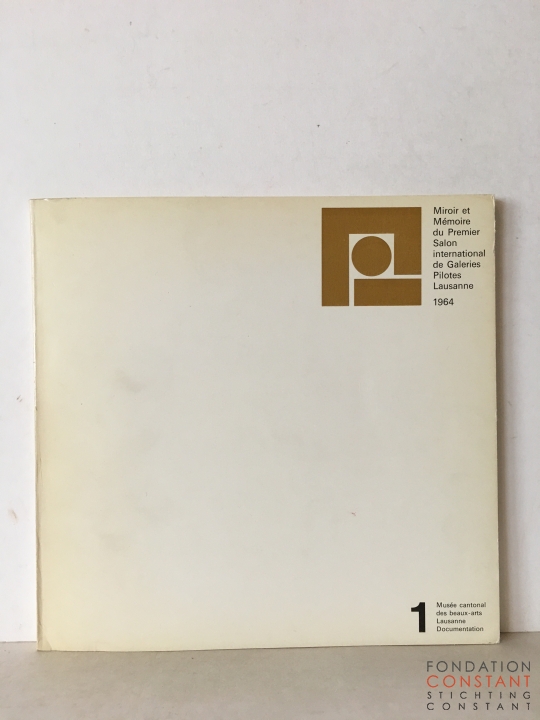 Miroir et
Mémoire
du Premier
Salon
international
de Galeries
Pilotes
Lausanne
1964
1
Musée cantonal
des beaux-arts
Lausanne
Documentation
FONDATION
CONSTANT
STICHTING
CONSTANT